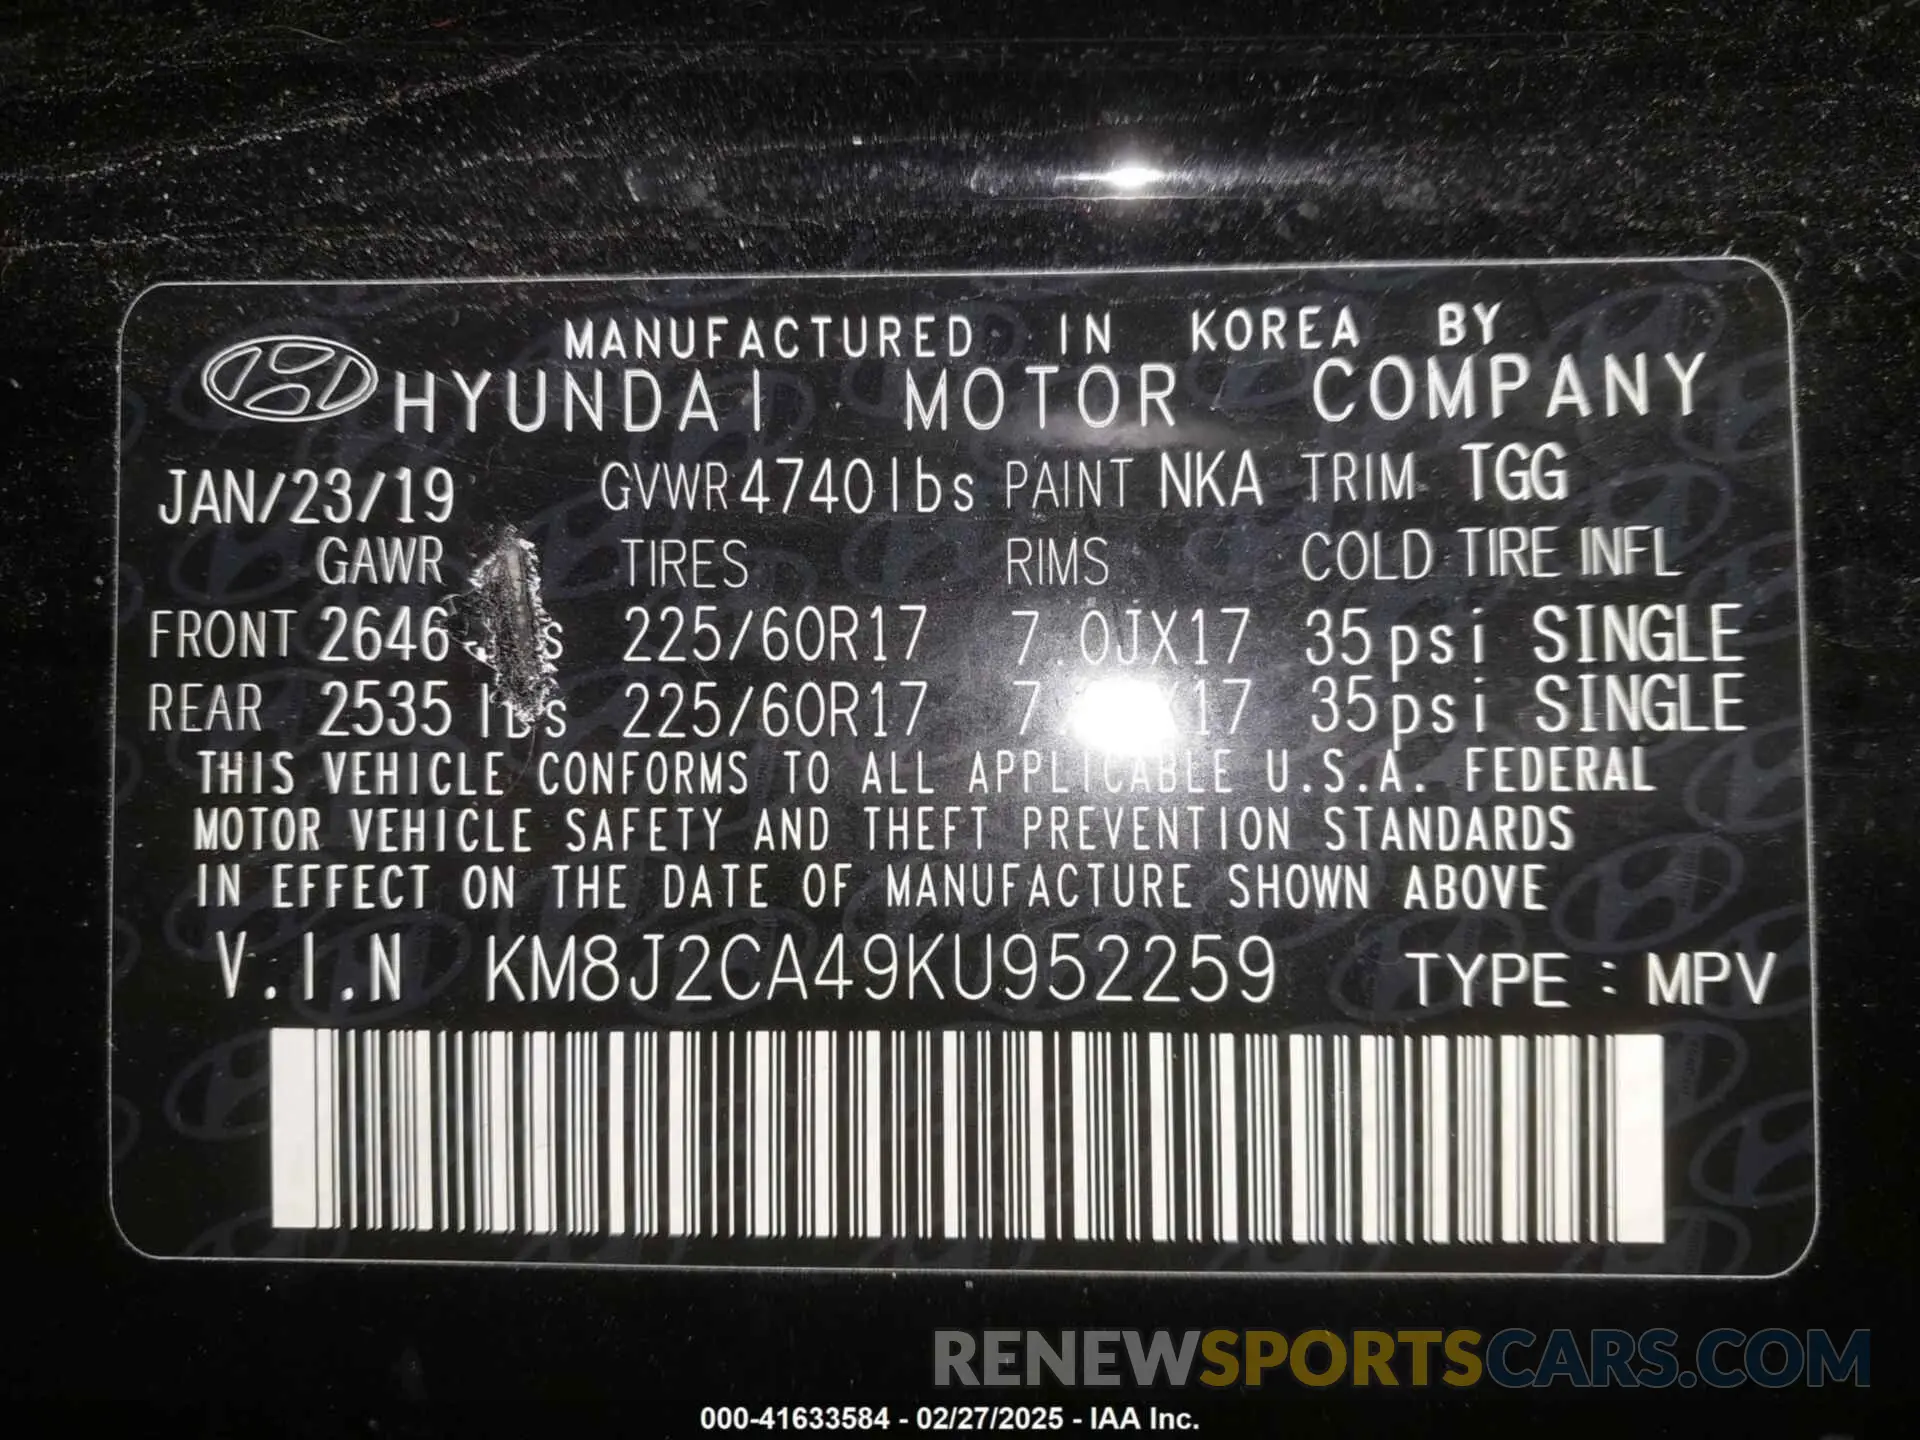 MANUFACTURED IN KOREA BY
HYUNDAI MOTOR COMPANY
JAN/23/19 GVWR 4740lbs PAINT NKA TRIM TGG
GAWR TIRES RIMS COLD TIRE INFL
FRONT 2646 225/60R17 7.0JX17 35psi SINGLE
REAR 2535 lbs 225/60R17 35psi SINGLE
THIS VEHICLE CONFORMS TO ALL APPLICABLE U.S.A. FEDERAL
MOTOR VEHICLE SAFETY AND THEFT PREVENTION STANDARDS
IN EFFECT ON THE DATE OF MANUFACTURE SHOWN ABOVE
V.I.N KM8J2CA49KU952259 TYPE : MPV
RENEWSPORTSCARS.COM
000-41633584 - 02/27/2025 - IAA Inc.